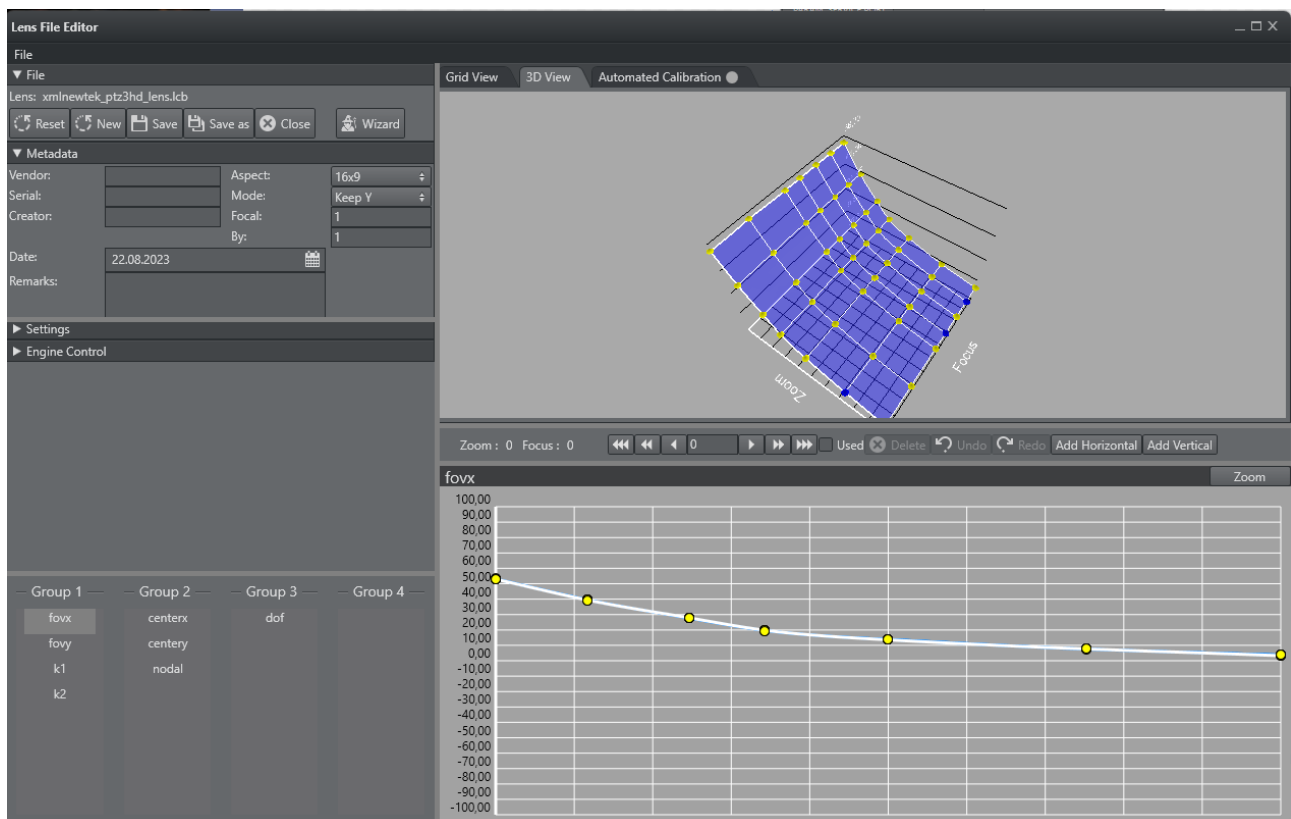 Lens File Editor
File
File
Lens: xmlnewtek_ptz3hd_lens.lcb
Reset New Save Save as Close Wizard
Metadata
Vendor: Aspect: 16x9
Serial: Mode: Keep Y
Creator: Focal: 1
By: 1
Date: 22.08.2023
Remarks:
Settings
Engine Control
Group 1 Group 2 Group 3 Group 4
fovx centerx dof
fovy centery
k1 nodal
k2
Grid View 3D View Automated Calibration
Zoom
Focus
Zoom : 0 Focus : 0 0 Used Delete Undo Redo Add Horizontal Add Vertical
fovx Zoom
100,00
90,00
80,00
70,00
60,00
50,00
40,00
30,00
20,00
10,00
0,00
-10,00
-20,00
-30,00
-40,00
-50,00
-60,00
-70,00
-80,00
-90,00
-100,00